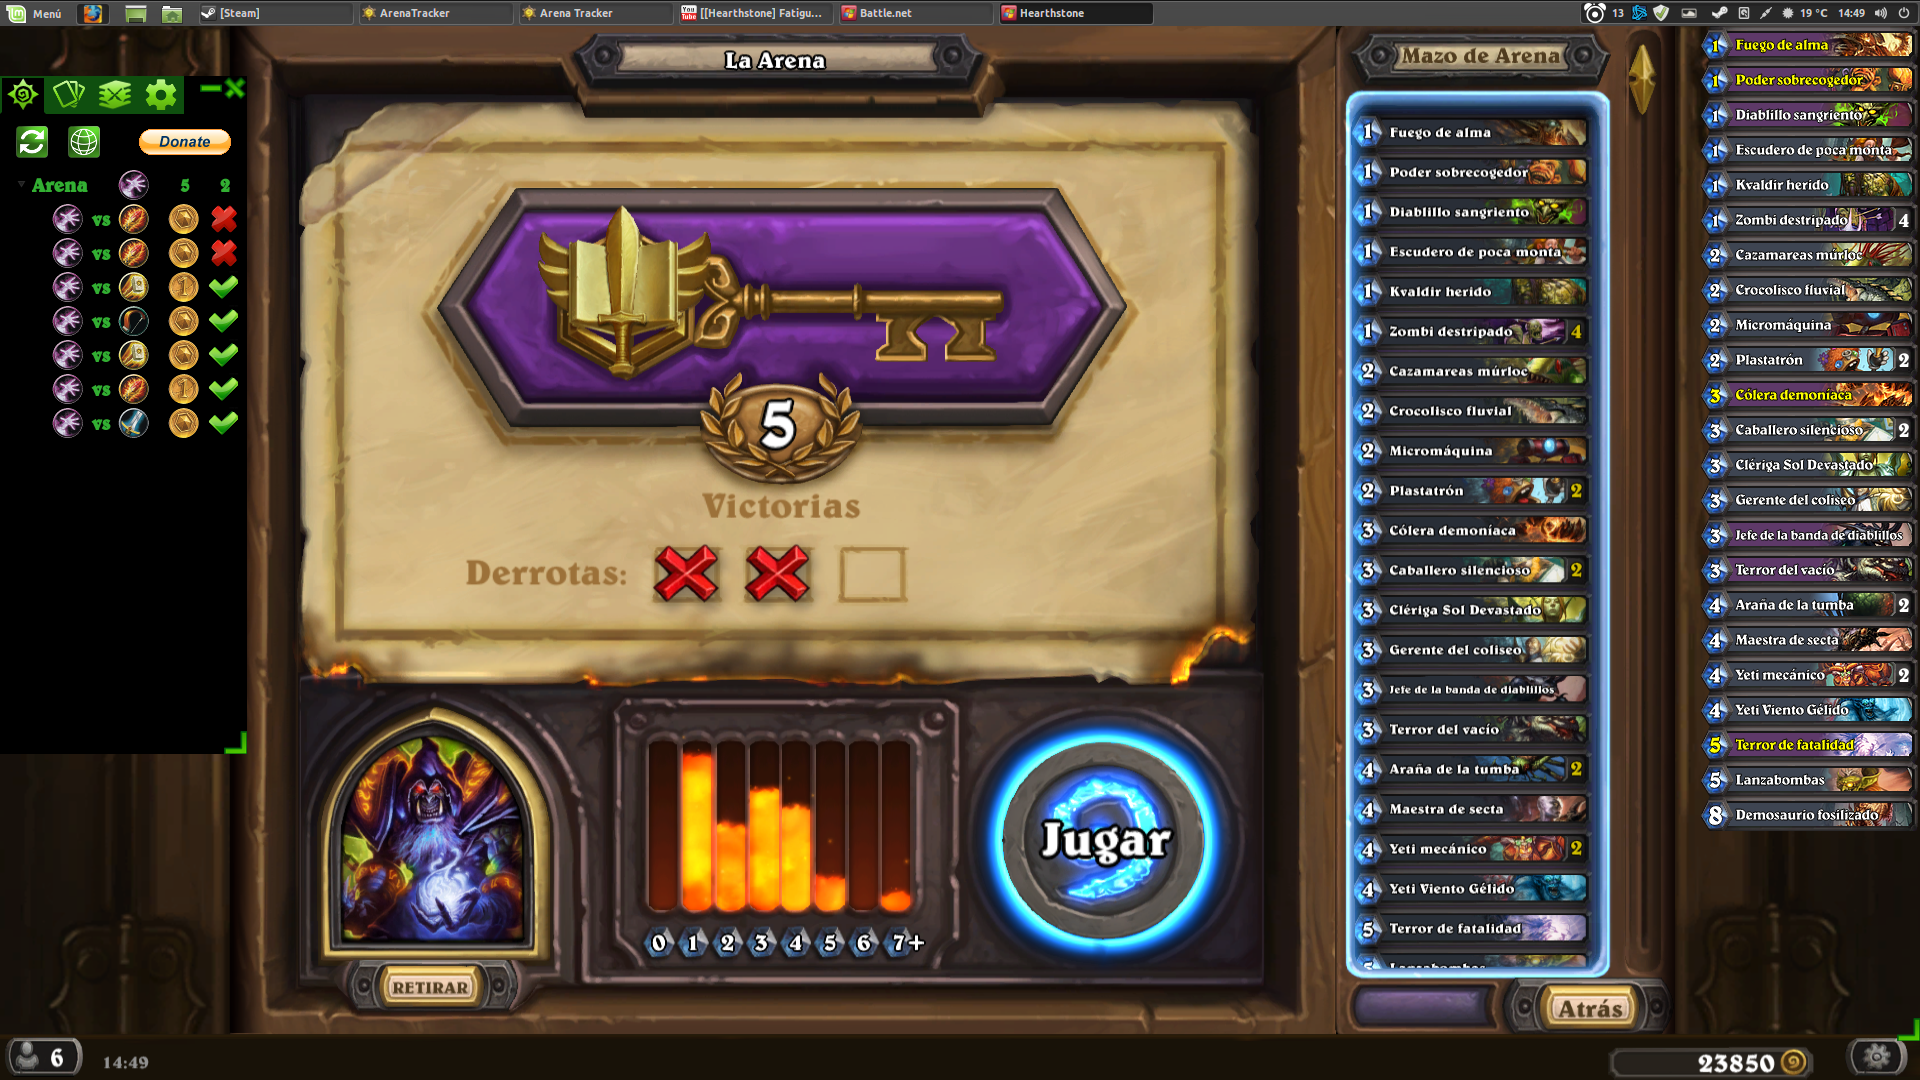 Menú
[Steam]
ArenaTracker
Arena Tracker
[[Hearthstone] Fatigu...
Battle.net
Hearthstone
13
19 °C
14:49
La Arena
Mazo de Arena
Donate
Arena 5 2
vs
vs
vs 1
vs
vs
vs 1
vs
5
Victorias
Derrotas:
0 1 2 3 4 5 6 7+
Jugar
RETIRAR
1 Fuego de alma
1 Poder sobrecogedor
1 Diablillo sangriento
1 Escudero de poca monta
1 Kvaldir herido
1 Zombi destripado 4
2 Cazamareas múrloc
2 Crocolisco fluvial
2 Micromáquina
2 Plastatrón 2
3 Cólera demoníaca
3 Caballero silencioso 2
3 Clériga Sol Devastado
3 Gerente del coliseo
3 Jefe de la banda de diablillos
3 Terror del vacío
4 Araña de la tumba 2
4 Maestra de secta
4 Yeti mecánico 2
4 Yeti Viento Gélido
5 Terror de fatalidad
5 Lanzabombas
Atrás
1 Fuego de alma
1 Poder sobrecogedor
1 Diablillo sangriento
1 Escudero de poca monta
1 Kvaldir herido
1 Zombi destripado 4
2 Cazamareas múrloc
2 Crocolisco fluvial
2 Micromáquina
2 Plastatrón 2
3 Cólera demoníaca
3 Caballero silencioso 2
3 Clériga Sol Devastado
3 Gerente del coliseo
3 Jefe de la banda de diablillos
3 Terror del vacío
4 Araña de la tumba 2
4 Maestra de secta
4 Yeti mecánico 2
4 Yeti Viento Gélido
5 Terror de fatalidad
5 Lanzabombas
8 Demosaurio fosilizado
6
14:49
23850